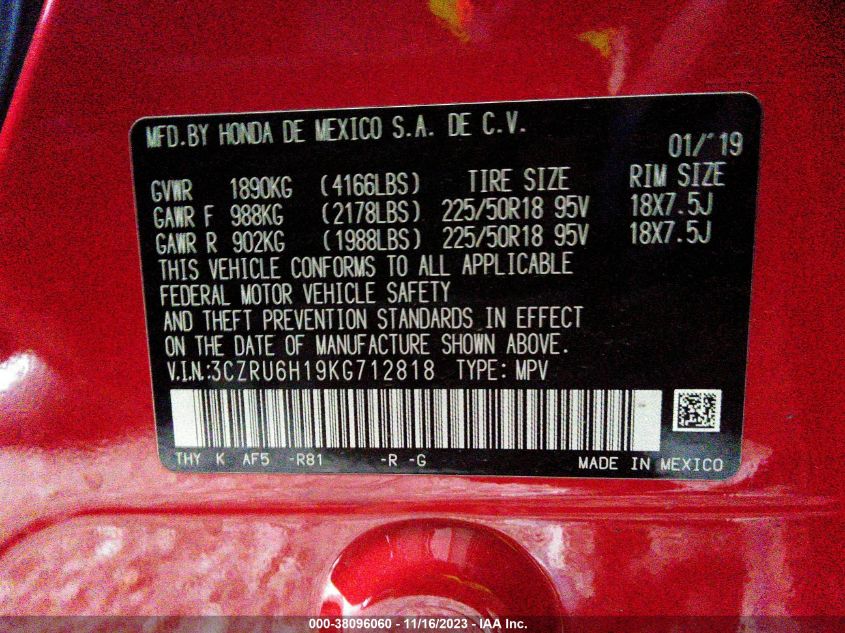 MFD.BY HONDA DE MEXICO S.A. DE C.V.
01/'19
GVWR 1890KG (4166LBS) TIRE SIZE RIM SIZE
GAWR F 988KG (2178LBS) 225/50R18 95V 18X7.5J
GAWR R 902KG (1988LBS) 225/50R18 95V 18X7.5J
THIS VEHICLE CONFORMS TO ALL APPLICABLE
FEDERAL MOTOR VEHICLE SAFETY
AND THEFT PREVENTION STANDARDS IN EFFECT
ON THE DATE OF MANUFACTURE SHOWN ABOVE.
V.I.N.:3CZRU6H19KG712818 TYPE: MPV
THY K AF5 -R81 -R -G MADE IN MEXICO
000-38096060 - 11/16/2023 - IAA Inc.